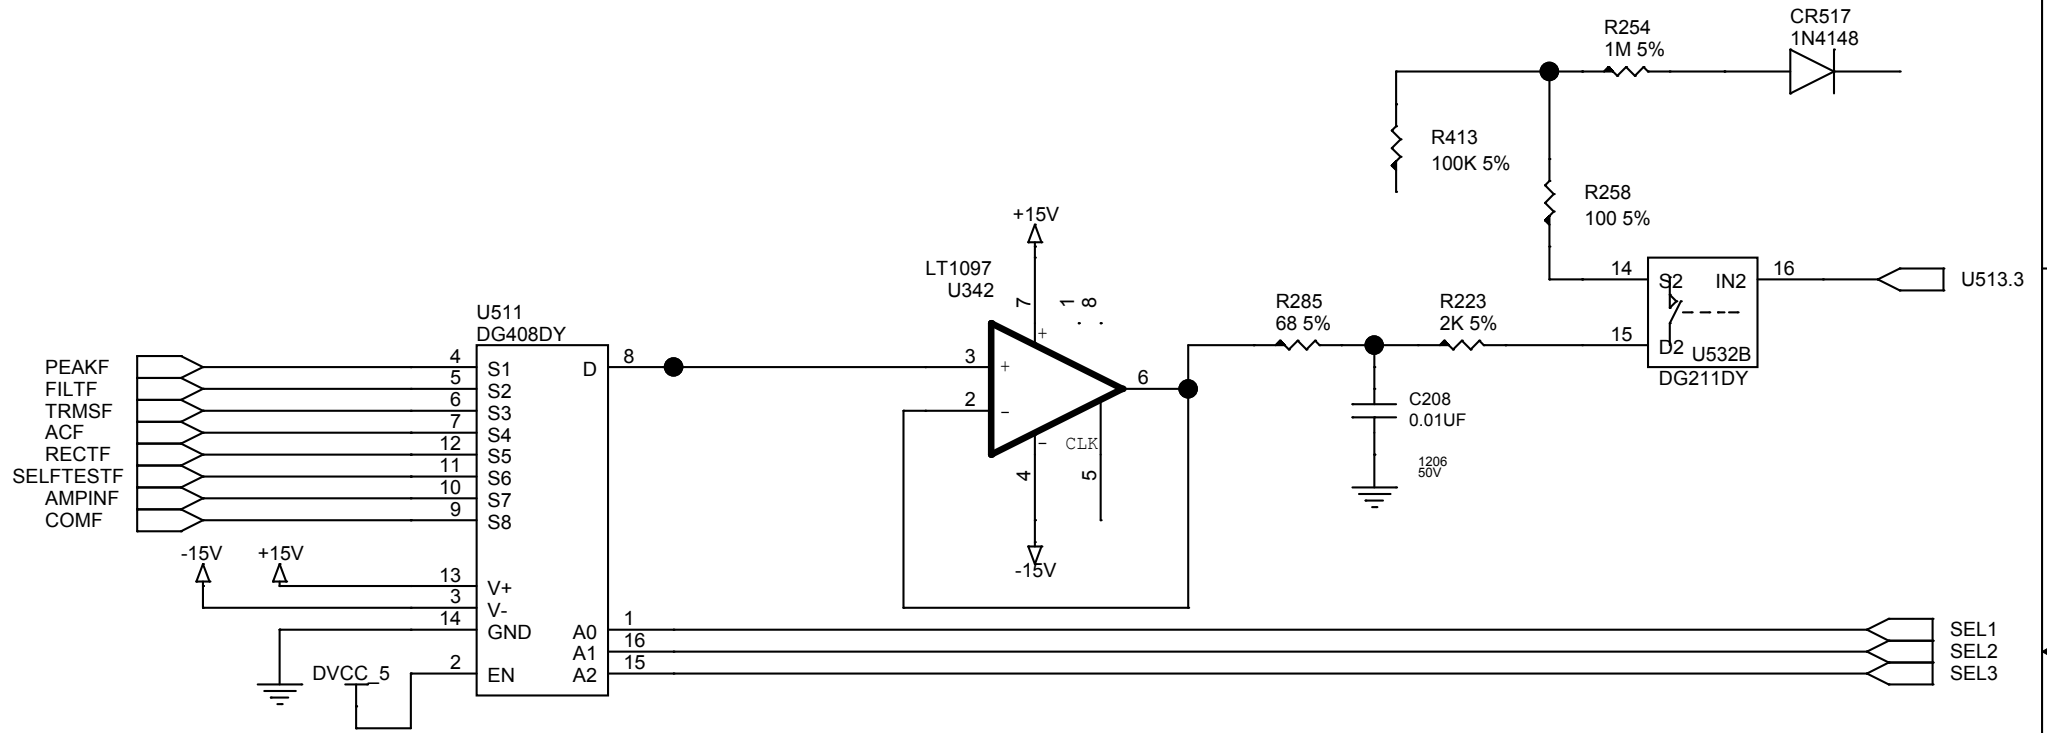 CR517
1N4148
R254
1M 5%
R413
100K 5%
R258
100 5%
+15V
LT1097
U342
7
1
8
14
S2
IN2
16
U513.3
U511
DG408DY
R285
68 5%
R223
2K 5%
15
D2
U532B
DG211DY
PEAKF
4
S1
D
8
3
+
+
FILTF
5
S2
TRMSF
6
S3
2
-
6
ACF
7
S4
C208
0.01UF
RECTF
12
S5
-
CLK
SELFTESTF
11
S6
4
5
1206
50V
AMPINF
10
S7
COMF
9
S8
-15V
+15V
-15V
13
V+
3
V-
14
GND
A0
1
SEL1
A1
16
SEL2
DVCC_5
2
EN
A2
15
SEL3